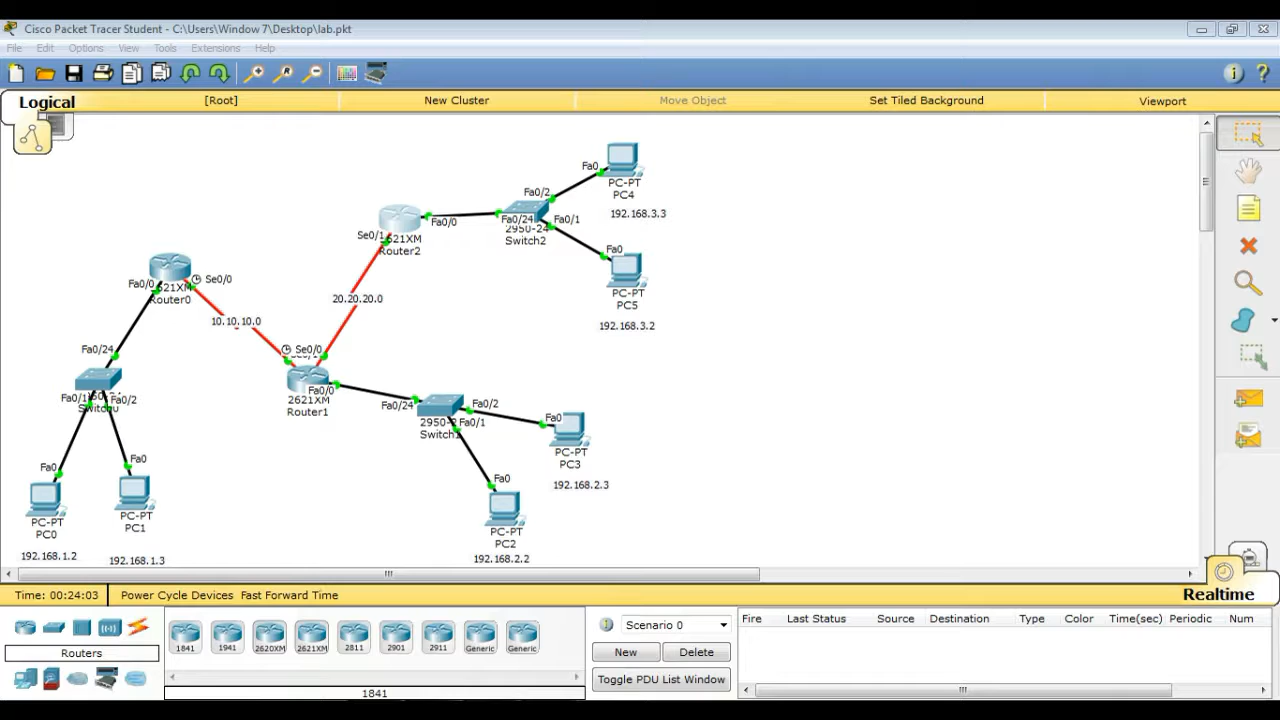 Cisco Packet Tracer Student - C:\Users\Window 7\Desktop\lab.pkt
File Edit Options View Tools Extensions Help
Logical [Root] New Cluster Move Object Set Tiled Background Viewport
Fa0
PC-PT
PC4
192.168.3.3
Fa0/2
Fa0/0
Fa0/24
Fa0/1
2950-24
Switch2
Se0/1
Router2
Fa0
PC-PT
PC5
192.168.3.2
20.20.20.0
Fa0/0
Se0/0
Router0
10.10.10.0
Fa0/24
Fa0/1
Fa0/2
Fa0
PC-PT
PC0
192.168.1.2
Fa0
PC-PT
PC1
192.168.1.3
Se0/0
Fa0/0
2621XM
Router1
Fa0/24
Fa0/2
Fa0/1
Fa0
PC-PT
PC3
192.168.2.3
Fa0
PC-PT
PC2
192.168.2.2
Time: 00:24:03 Power Cycle Devices Fast Forward Time
Realtime
Routers
1841 1941 2620XM 2621XM 2811 2901 2911 Generic Generic
1841
Scenario 0
New Delete
Toggle PDU List Window
Fire Last Status Source Destination Type Color Time(sec) Periodic Num